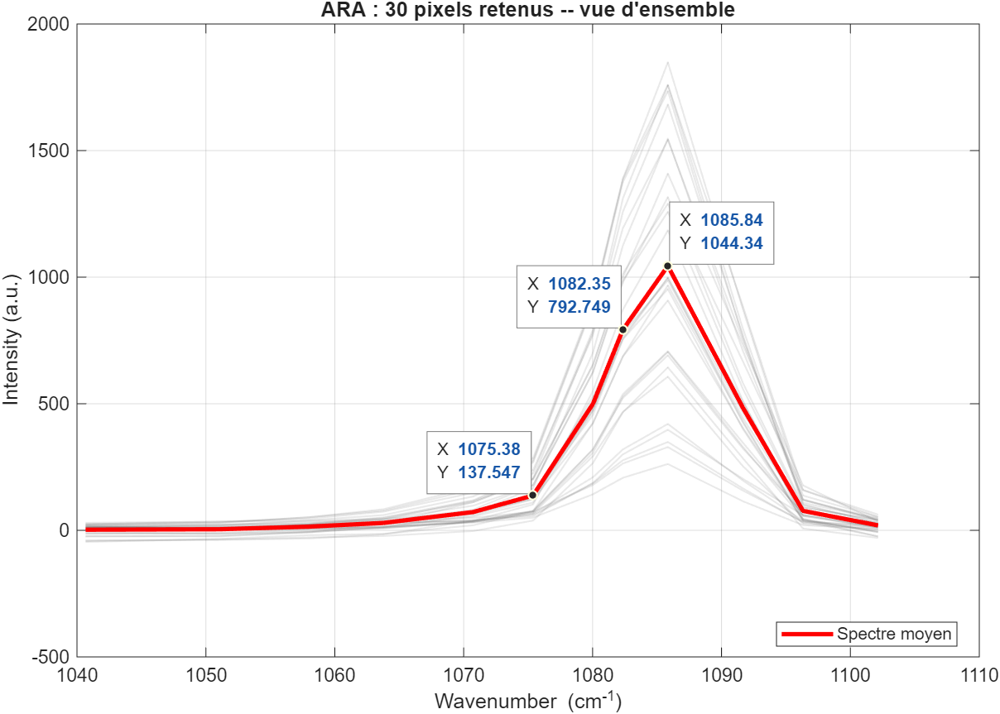 ARA : 30 pixels retenus -- vue d'ensemble
2000
1500
1000
500
0
-500
Intensity (a.u.)
X 1085.84
Y 1044.34
X 1082.35
Y 792.749
X 1075.38
Y 137.547
Spectre moyen
1040 1050 1060 1070 1080 1090 1100 1110
Wavenumber (cm-1)